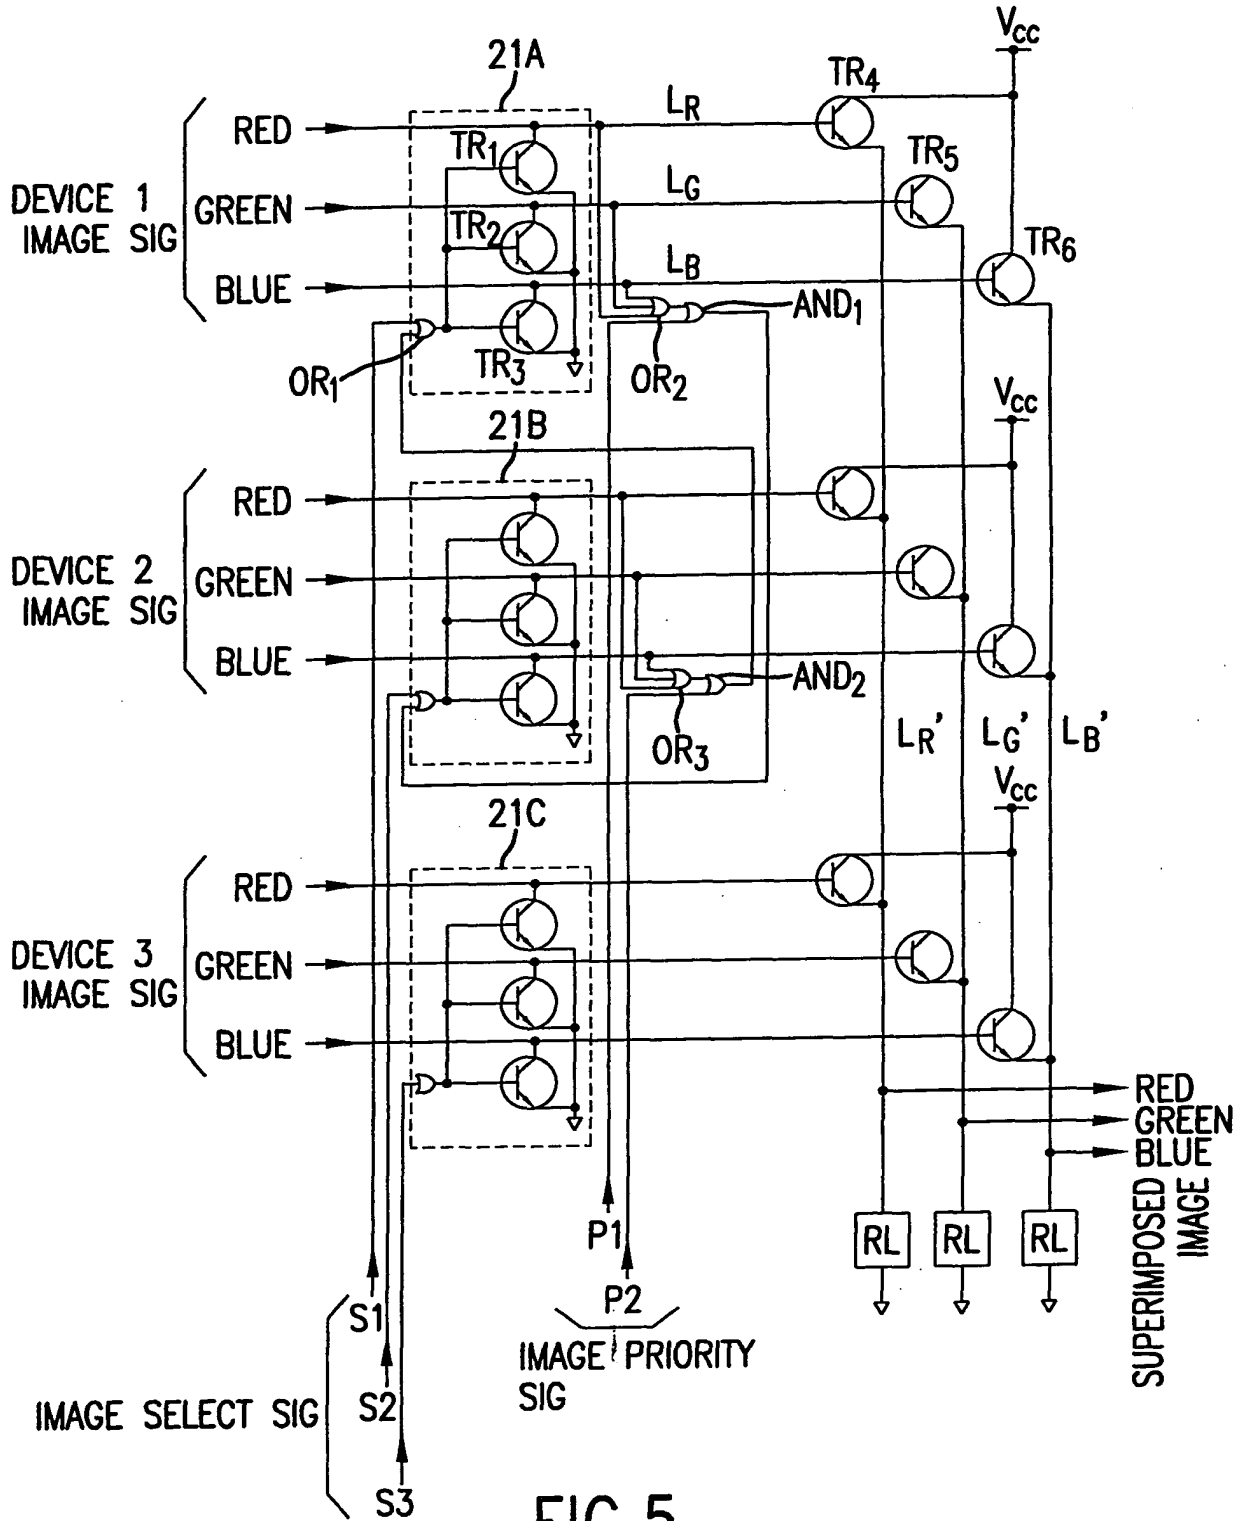 21A
VCC
TR4
RED
LR
TR1
TR5
DEVICE 1
IMAGE SIG
GREEN
LG
TR2
TR6
BLUE
LB
AND1
TR3
OR1
OR2
21B
VCC
RED
DEVICE 2
IMAGE SIG
GREEN
BLUE
AND2
OR3
LR'
LG'
LB'
21C
VCC
RED
DEVICE 3
IMAGE SIG
GREEN
BLUE
RED
GREEN
BLUE
SUPERIMPOSED
IMAGE
P1
RL
RL
RL
P2
S1
IMAGE PRIORITY
SIG
S2
IMAGE SELECT SIG
S3
FIG 5